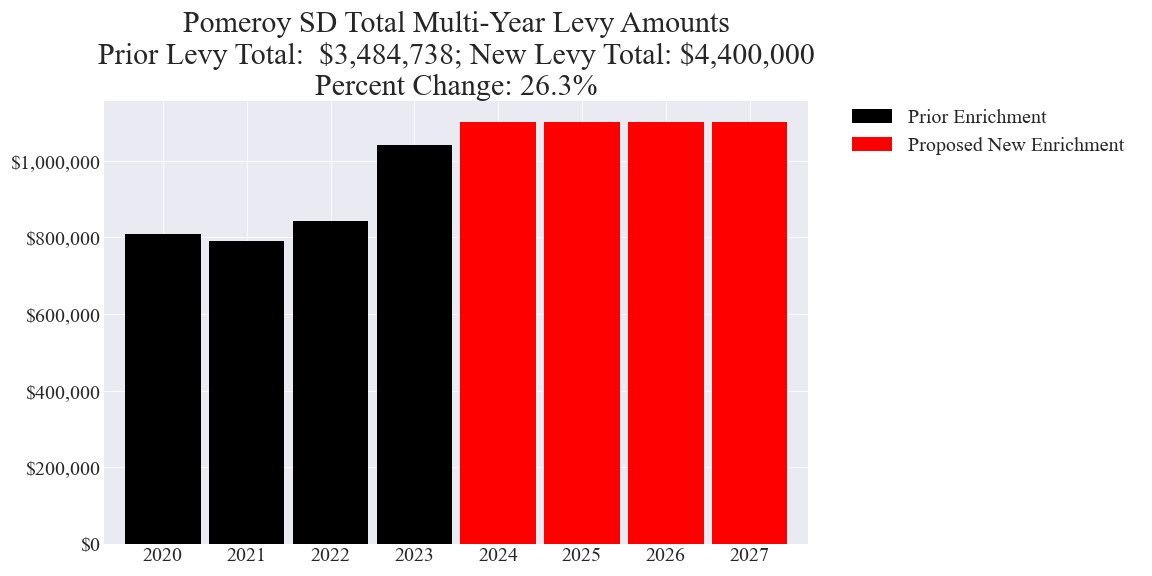 Pomeroy SD Total Multi-Year Levy Amounts
Prior Levy Total:  $3,484,738; New Levy Total: $4,400,000
Percent Change: 26.3%
Prior Enrichment
Proposed New Enrichment
$1,000,000
$800,000
$600,000
$400,000
$200,000
$0
2020 2021 2022 2023 2024 2025 2026 2027